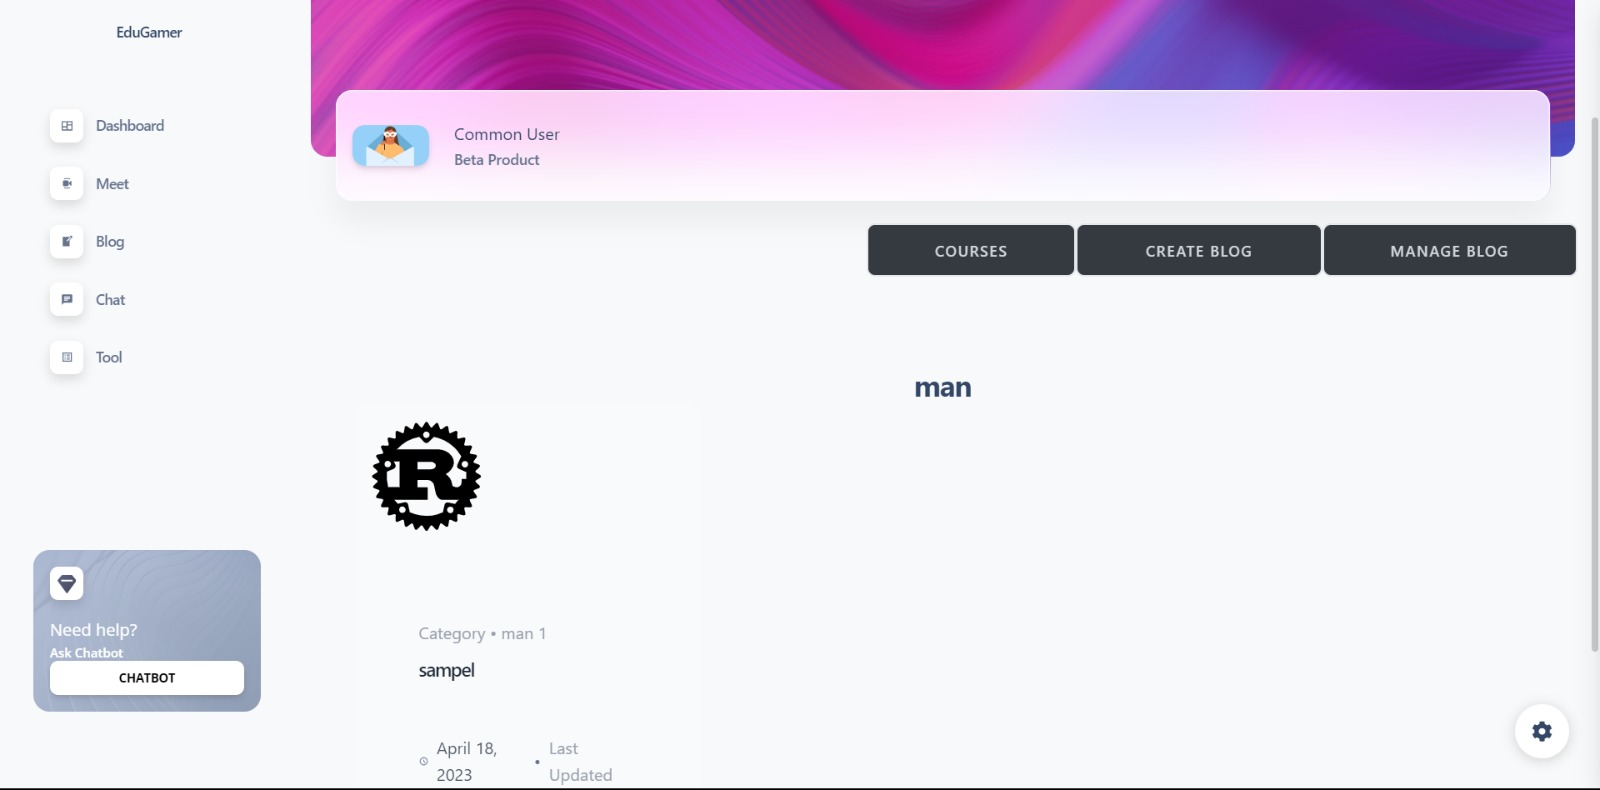 EduGamer
Dashboard
Meet
Blog
Chat
Tool
Need help?
Ask Chatbot
CHATBOT
Common User
Beta Product
COURSES
CREATE BLOG
MANAGE BLOG
man
R
Category • man 1
sampel
April 18,
2023
•
Last
Updated